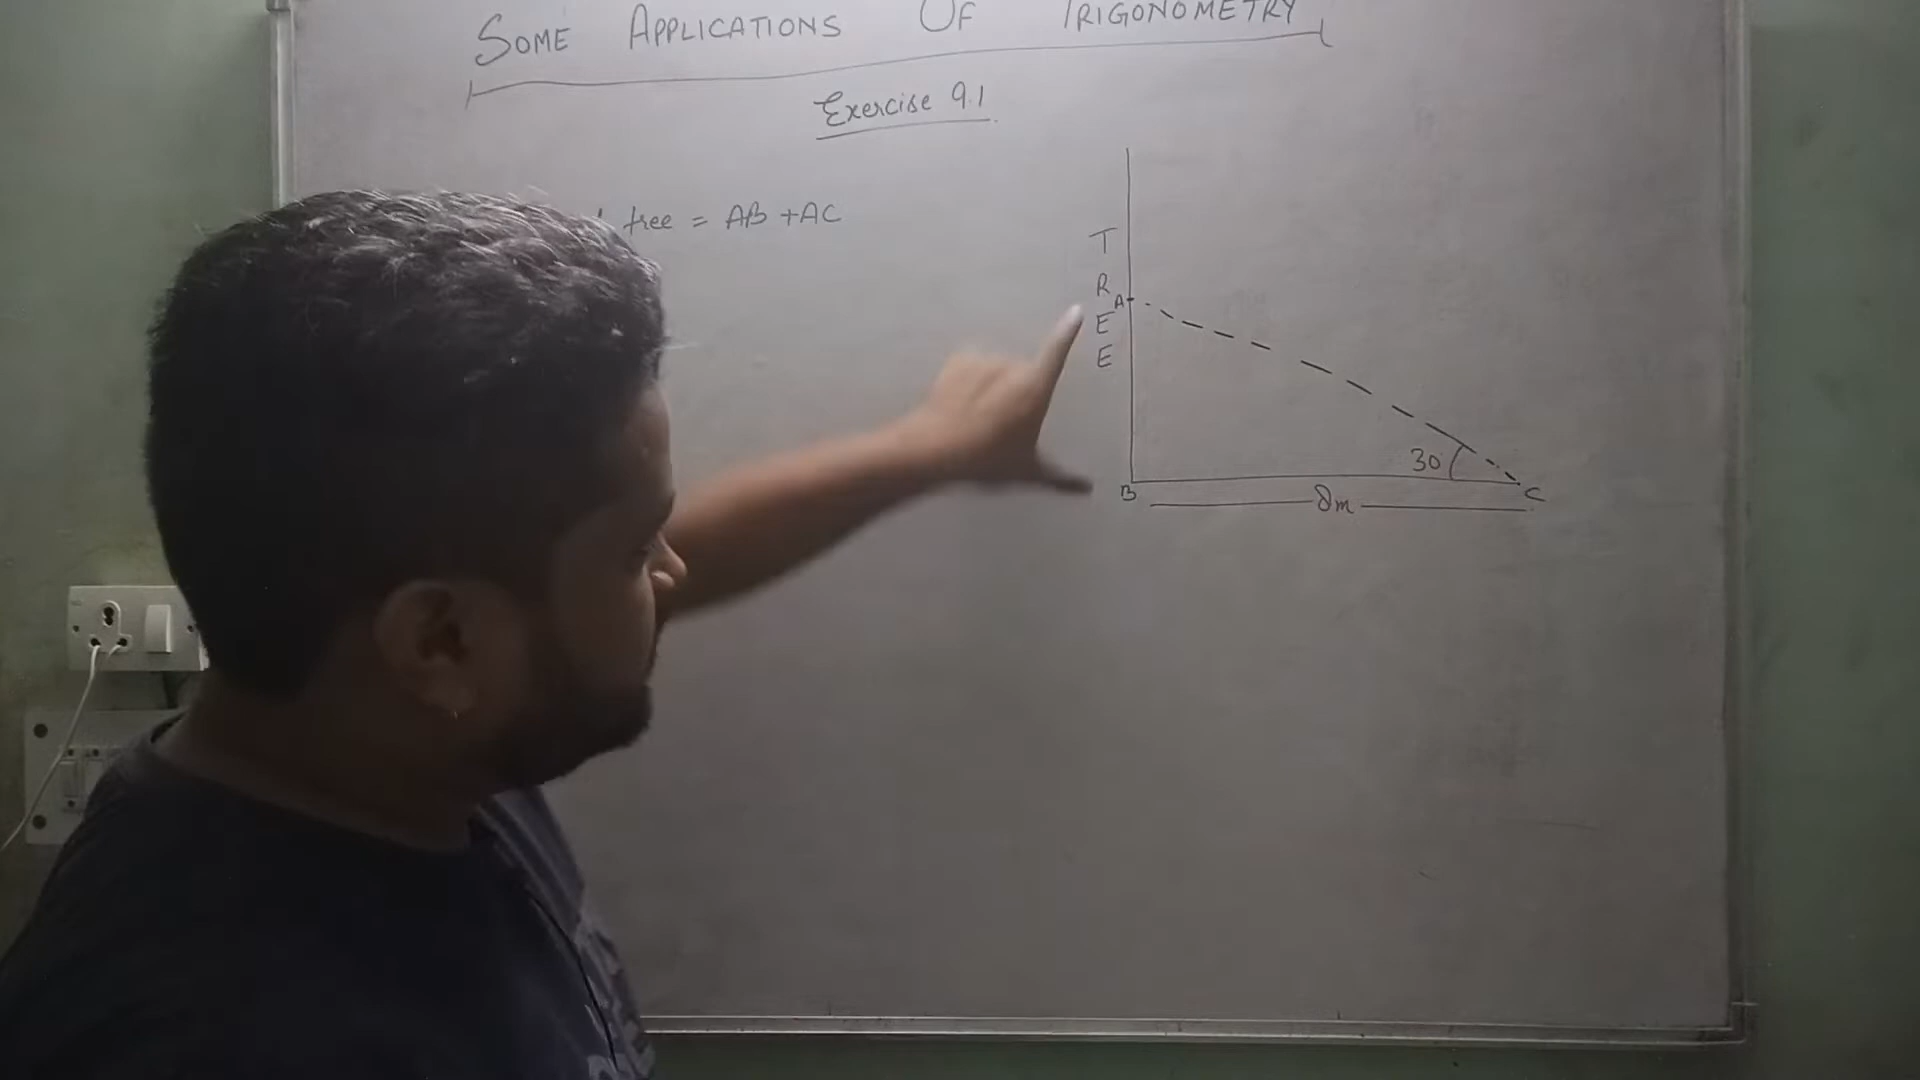 SOME APPLICATIONS OF TRIGONOMETRY
Exercise 9.1
tree = AB + AC
T
R
E
E
A
30
B
8m
C